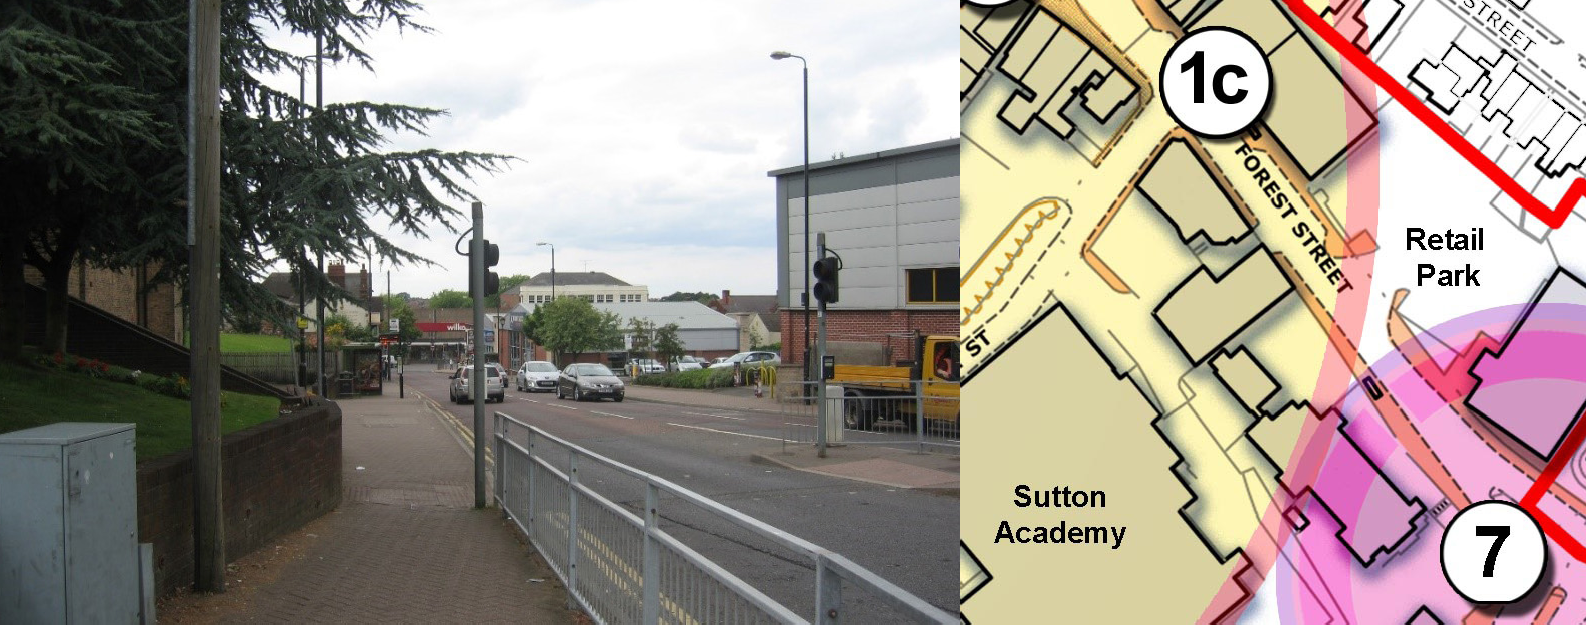 wilko
1c
STREET
FOREST STREET
Retail
Park
ST
Sutton
Academy
7